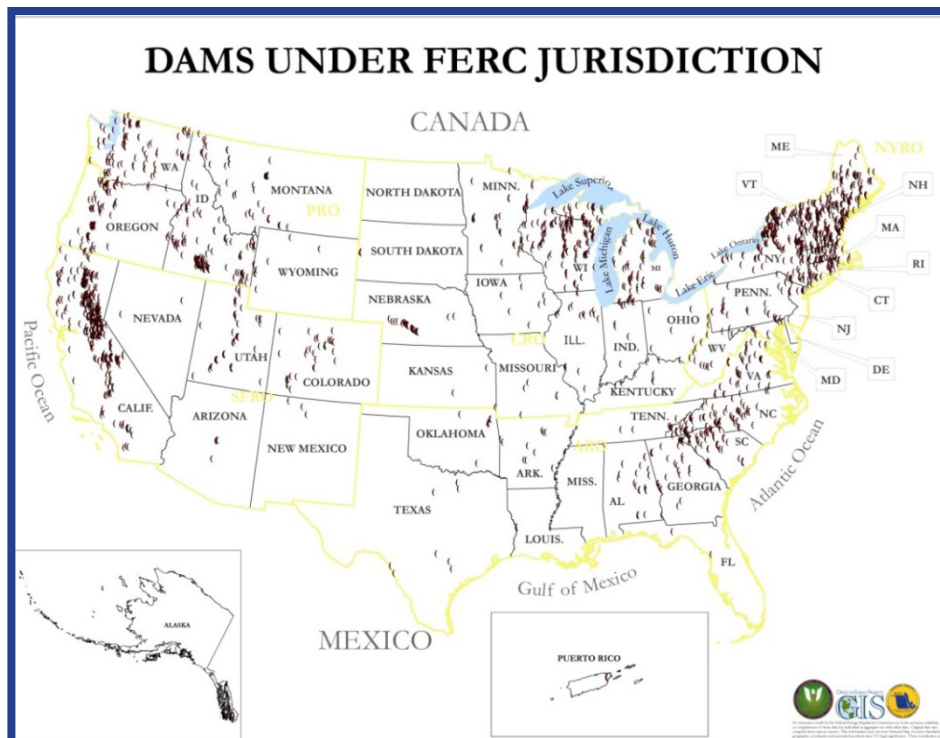 DAMS UNDER FERC JURISDICTION
CANADA
ME
NYRO
WA
MONTANA
NORTH DAKOTA
MINN.
Lake Superior
VT
NH
ID
PRO
OREGON
SOUTH DAKOTA
Lake Huron
Lake Ontario
MA
WYOMING
WI
Lake Michigan
MI
NY
RI
IOWA
Lake Erie
CT
NEBRASKA
PENN.
NEVADA
OHIO
NJ
UTAH
CRO
ILL.
IND.
WV
DE
Pacific Ocean
COLORADO
KANSAS
MISSOURI
VA
MD
SFRO
KENTUCKY
CALIF.
ARIZONA
OKLAHOMA
TENN.
NC
NEW MEXICO
ARO
SC
ARK.
MISS.
GEORGIA
Atlantic Ocean
TEXAS
AL
LOUIS.
FL
Gulf of Mexico
ALASKA
MEXICO
PUERTO RICO
GIS